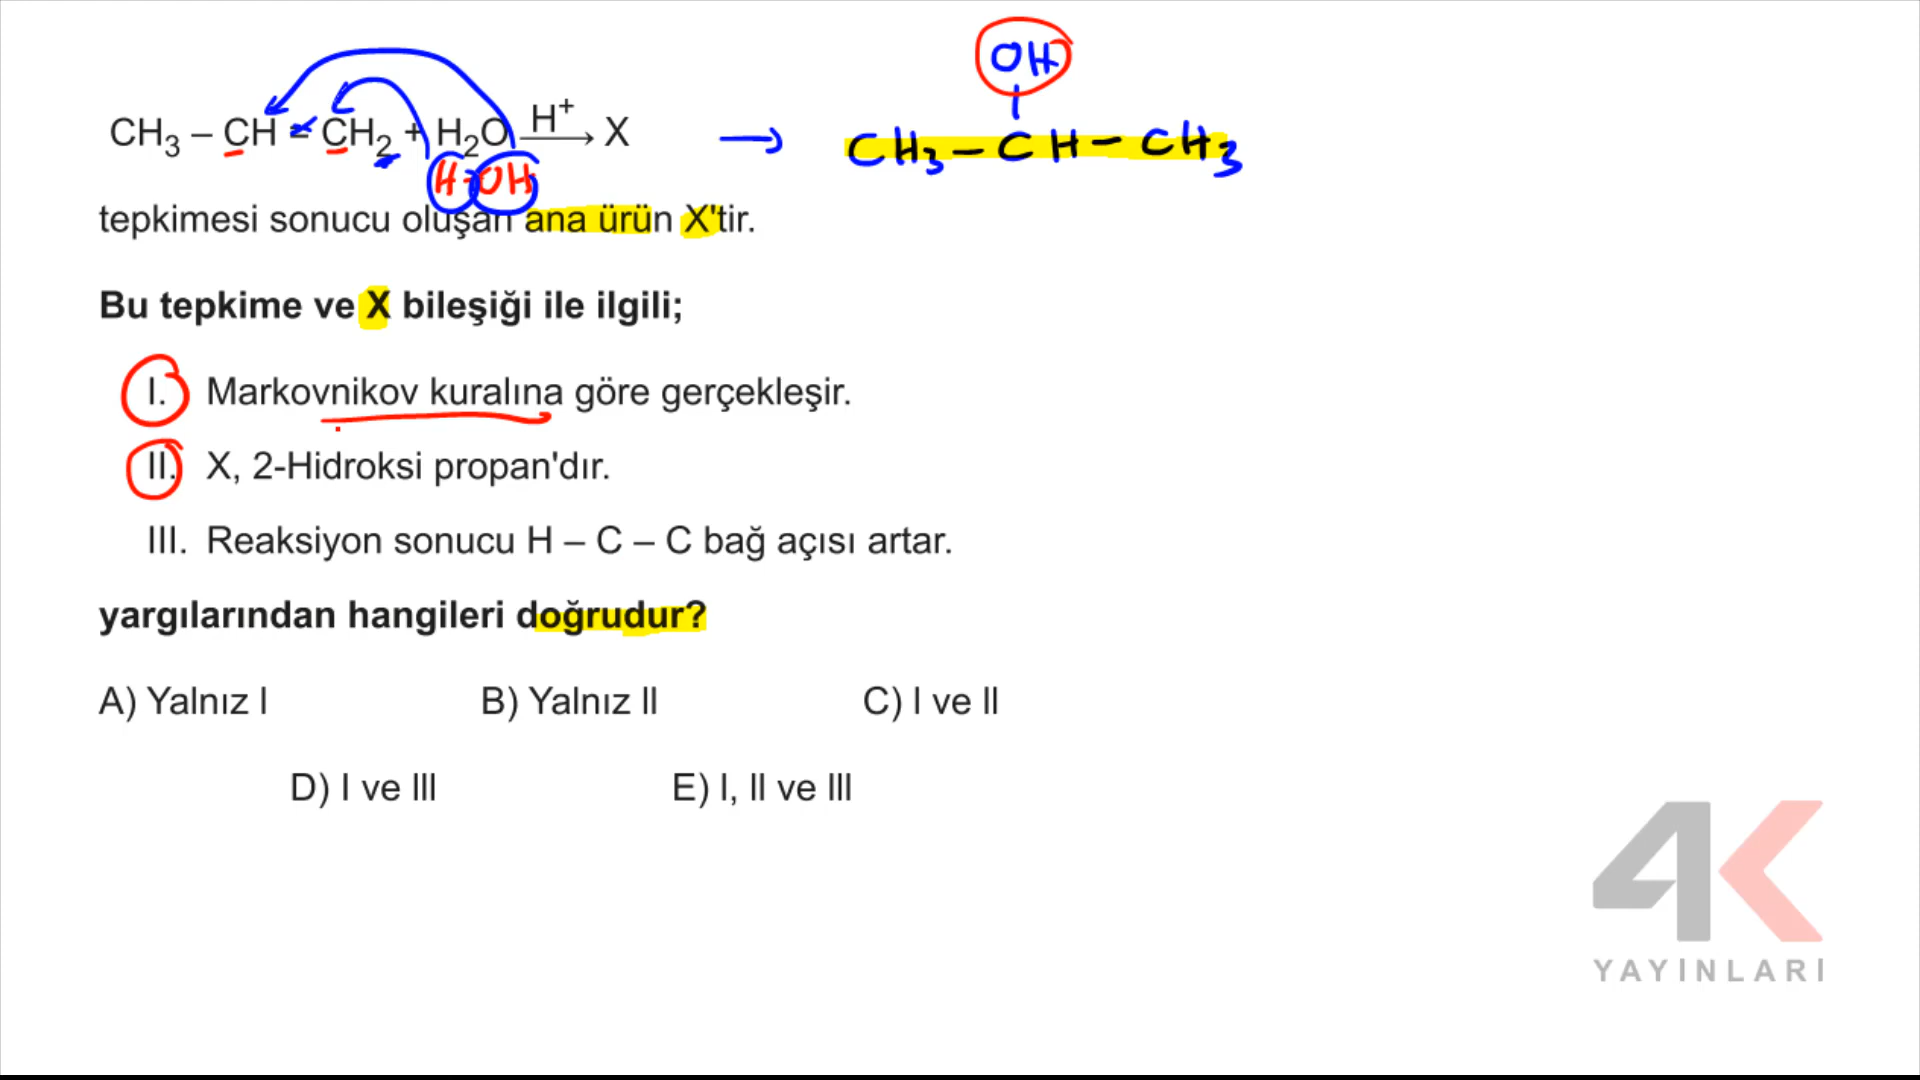 OH
CH₃ – CH = CH₂ + H₂O H⁺→ X → CH₃ – CH – CH₃
H-OH
tepkimesi sonucu oluşan ana ürün X'tir.
Bu tepkime ve X bileşiği ile ilgili;
I. Markovnikov kuralına göre gerçekleşir.
II. X, 2-Hidroksi propan'dır.
III. Reaksiyon sonucu H – C – C bağ açısı artar.
yargılarından hangileri doğrudur?
A) Yalnız I B) Yalnız II C) I ve II
D) I ve III E) I, II ve III
4K
YAYINLARI